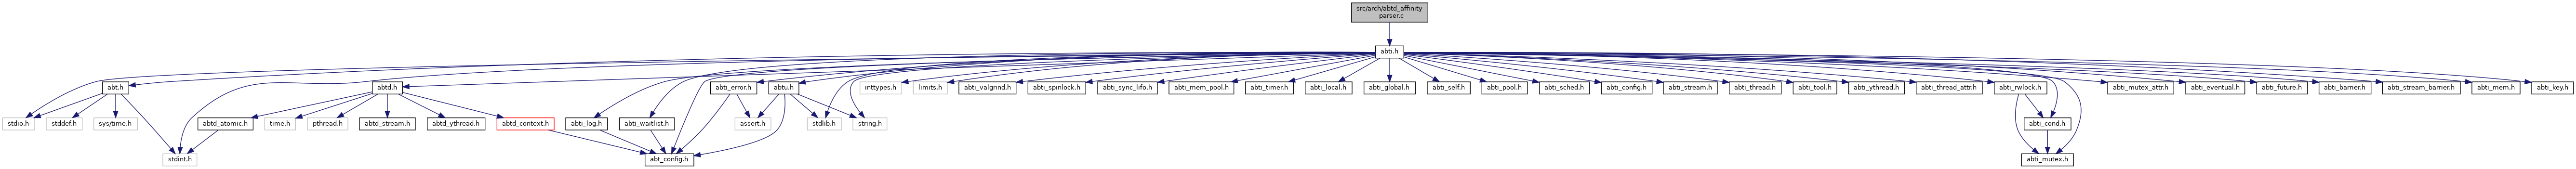 src/arch/abtd_affinity
_parser.c
abti.h
abt.h
abtd.h
abti_error.h
abtu.h
inttypes.h
limits.h
abti_valgrind.h
abti_spinlock.h
abti_sync_lifo.h
abti_mem_pool.h
abti_timer.h
abti_local.h
abti_global.h
abti_self.h
abti_pool.h
abti_sched.h
abti_config.h
abti_stream.h
abti_thread.h
abti_tool.h
abti_ythread.h
abti_thread_attr.h
abti_rwlock.h
abti_mutex_attr.h
abti_eventual.h
abti_future.h
abti_barrier.h
abti_stream_barrier.h
abti_mem.h
abti_key.h
stdio.h
stddef.h
sys/time.h
abtd_atomic.h
time.h
pthread.h
abtd_stream.h
abtd_ythread.h
abtd_context.h
abti_log.h
abti_waitlist.h
assert.h
stdlib.h
string.h
abti_cond.h
stdint.h
abt_config.h
abti_mutex.h